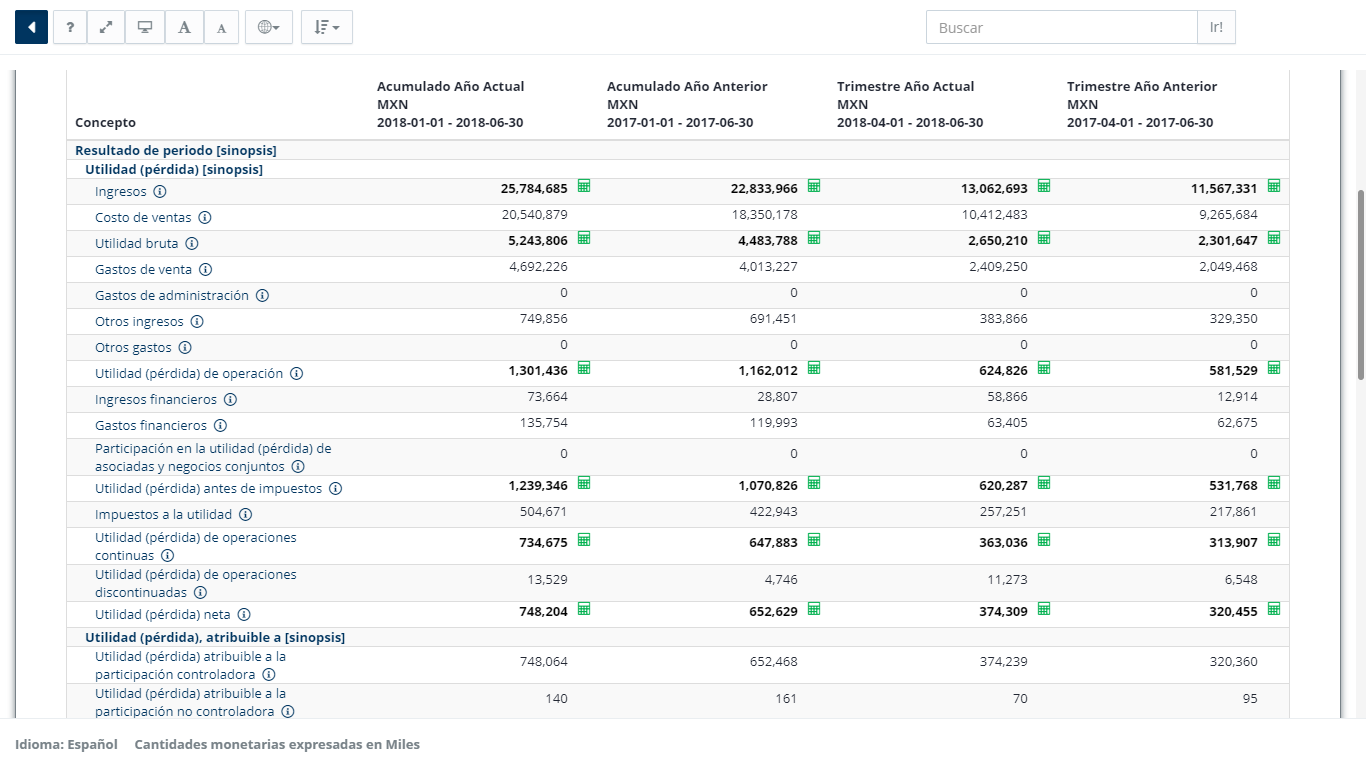 ?
A
A
Buscar
Ir!
Acumulado Año Actual Acumulado Año Anterior Trimestre Año Actual Trimestre Año Anterior
MXN MXN MXN MXN
Concepto 2018-01-01 - 2018-06-30 2017-01-01 - 2017-06-30 2018-04-01 - 2018-06-30 2017-04-01 - 2017-06-30
Resultado de periodo [sinopsis]
Utilidad (pérdida) [sinopsis]
Ingresos 25,784,685 22,833,966 13,062,693 11,567,331
Costo de ventas 20,540,879 18,350,178 10,412,483 9,265,684
Utilidad bruta 5,243,806 4,483,788 2,650,210 2,301,647
Gastos de venta 4,692,226 4,013,227 2,409,250 2,049,468
Gastos de administración 0 0 0 0
Otros ingresos 749,856 691,451 383,866 329,350
Otros gastos 0 0 0 0
Utilidad (pérdida) de operación 1,301,436 1,162,012 624,826 581,529
Ingresos financieros 73,664 28,807 58,866 12,914
Gastos financieros 135,754 119,993 63,405 62,675
Participación en la utilidad (pérdida) de
asociadas y negocios conjuntos 0 0 0 0
Utilidad (pérdida) antes de impuestos 1,239,346 1,070,826 620,287 531,768
Impuestos a la utilidad 504,671 422,943 257,251 217,861
Utilidad (pérdida) de operaciones
continuas 734,675 647,883 363,036 313,907
Utilidad (pérdida) de operaciones
discontinuadas 13,529 4,746 11,273 6,548
Utilidad (pérdida) neta 748,204 652,629 374,309 320,455
Utilidad (pérdida), atribuible a [sinopsis]
Utilidad (pérdida) atribuible a la
participación controladora 748,064 652,468 374,239 320,360
Utilidad (pérdida) atribuible a la
participación no controladora 140 161 70 95
Idioma: Español Cantidades monetarias expresadas en Miles